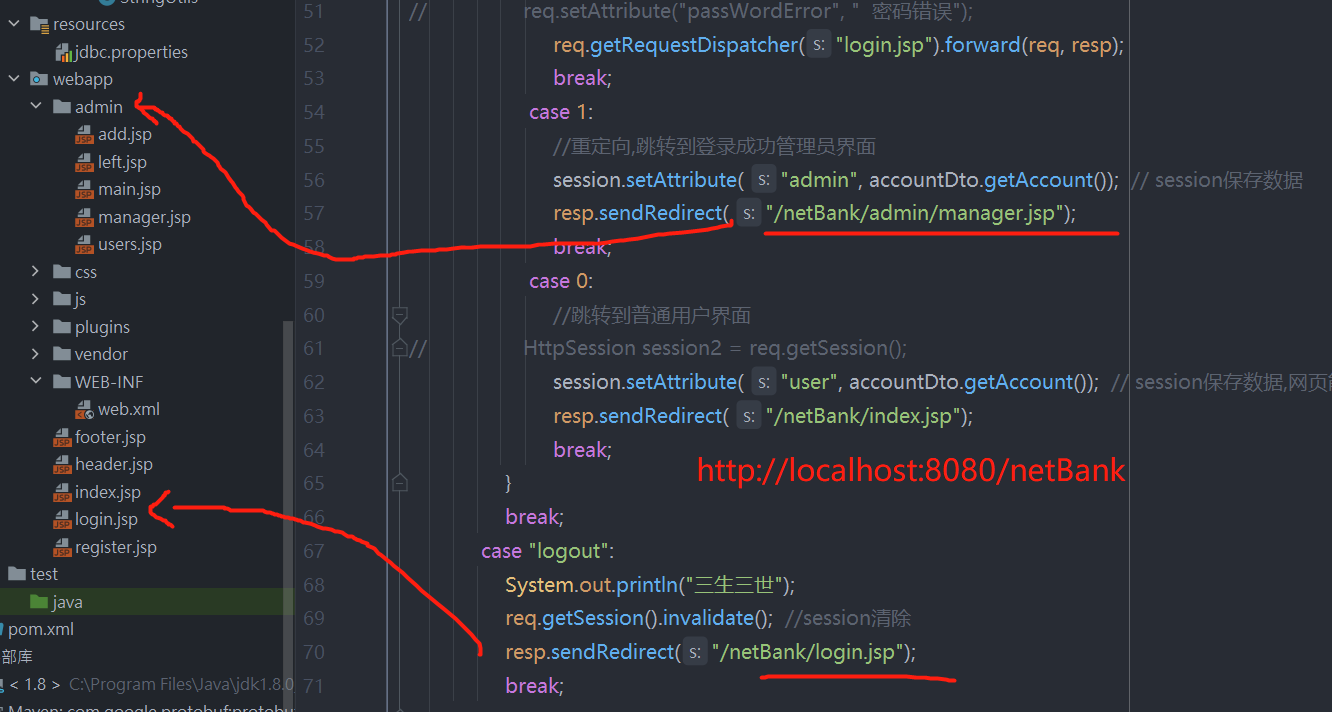 StringUtils
resources
jdbc.properties
webapp
admin
add.jsp
left.jsp
main.jsp
manager.jsp
users.jsp
css
js
plugins
vendor
WEB-INF
web.xml
footer.jsp
header.jsp
index.jsp
login.jsp
register.jsp
test
java
pom.xml
部库
< 1.8 > C:\Program Files\Java\jdk1.8.0
Maven: com.google.protobuf:protobu
51 // req.setAttribute("passWordError", " 密码错误");
52 req.getRequestDispatcher( s: "login.jsp").forward(req, resp);
53 break;
54 case 1:
55 //重定向,跳转到登录成功管理员界面
56 session.setAttribute( s: "admin", accountDto.getAccount()); // session保存数据
57 resp.sendRedirect( s: "/netBank/admin/manager.jsp");
58 break;
59 case 0:
60 //跳转到普通用户界面
61 // HttpSession session2 = req.getSession();
62 session.setAttribute( s: "user", accountDto.getAccount()); // session保存数据,网页
63 resp.sendRedirect( s: "/netBank/index.jsp");
64 break;
http://localhost:8080/netBank
65 }
66 break;
67 case "logout":
68 System.out.println("三生三世");
69 req.getSession().invalidate(); //session清除
70 resp.sendRedirect( s: "/netBank/login.jsp");
71 break;